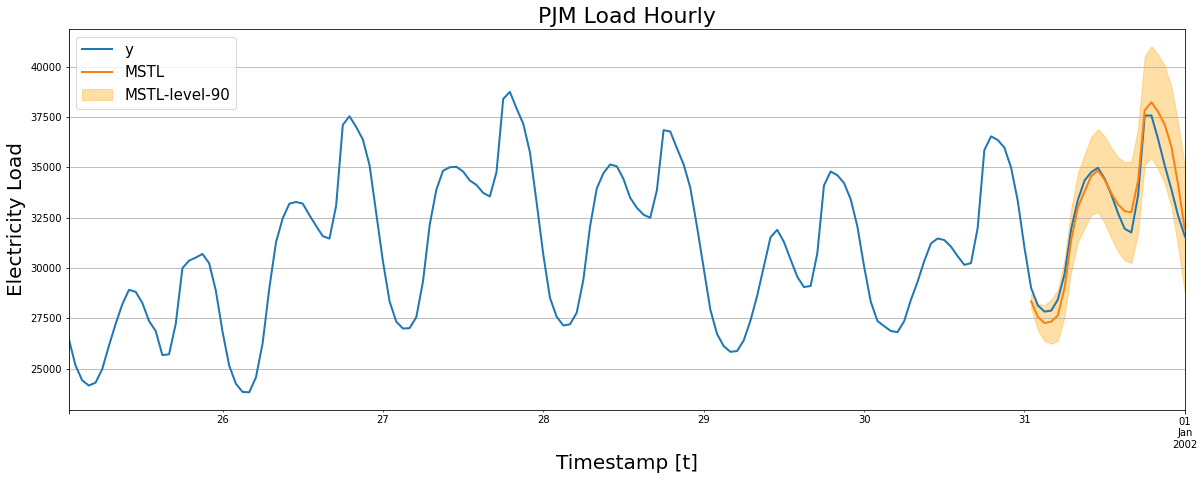 PJM Load Hourly
y
MSTL
MSTL-level-90
Electricity Load
40000
37500
35000
32500
30000
27500
25000
26
27
28
29
30
31
01
Jan
2002
Timestamp [t]